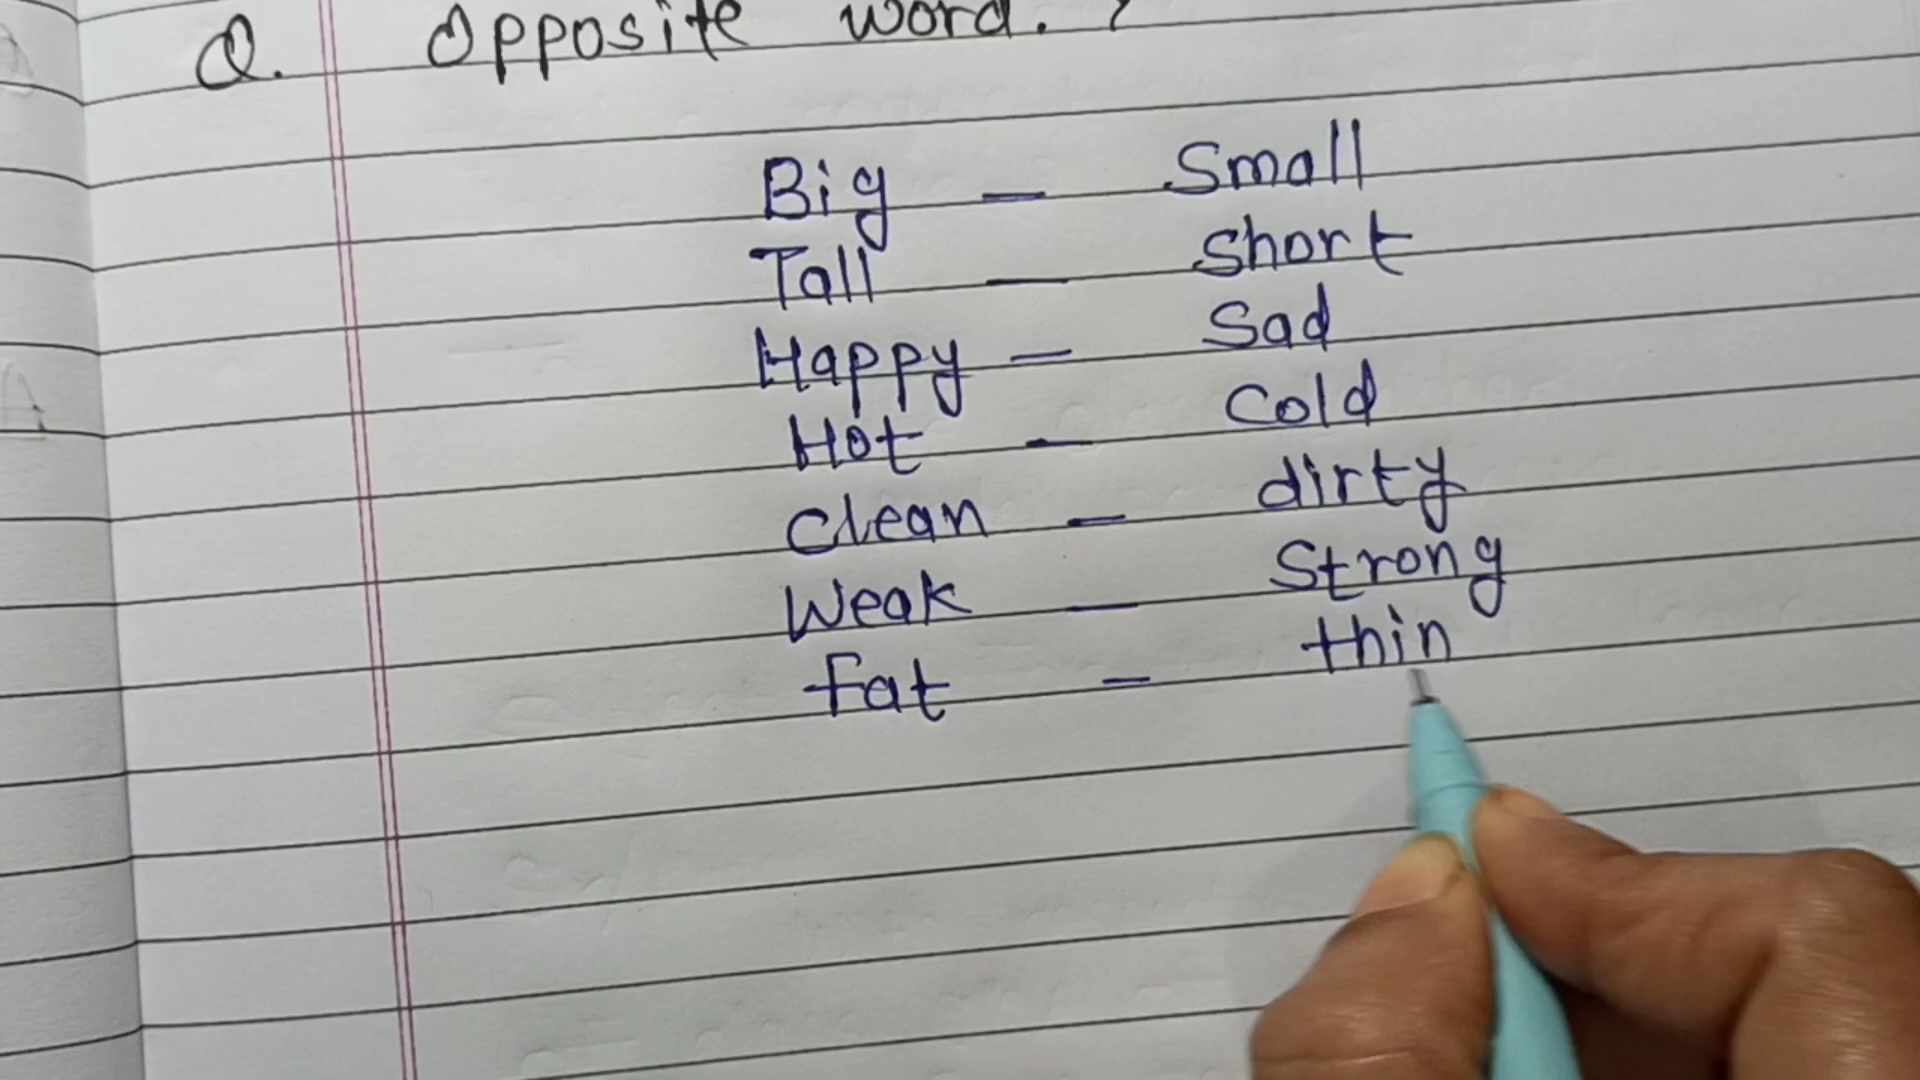 Q. Opposite word. ?
Big - Small
Tall - Short
Happy - Sad
Hot - Cold
Clean - dirty
Weak - Strong
Fat - thin